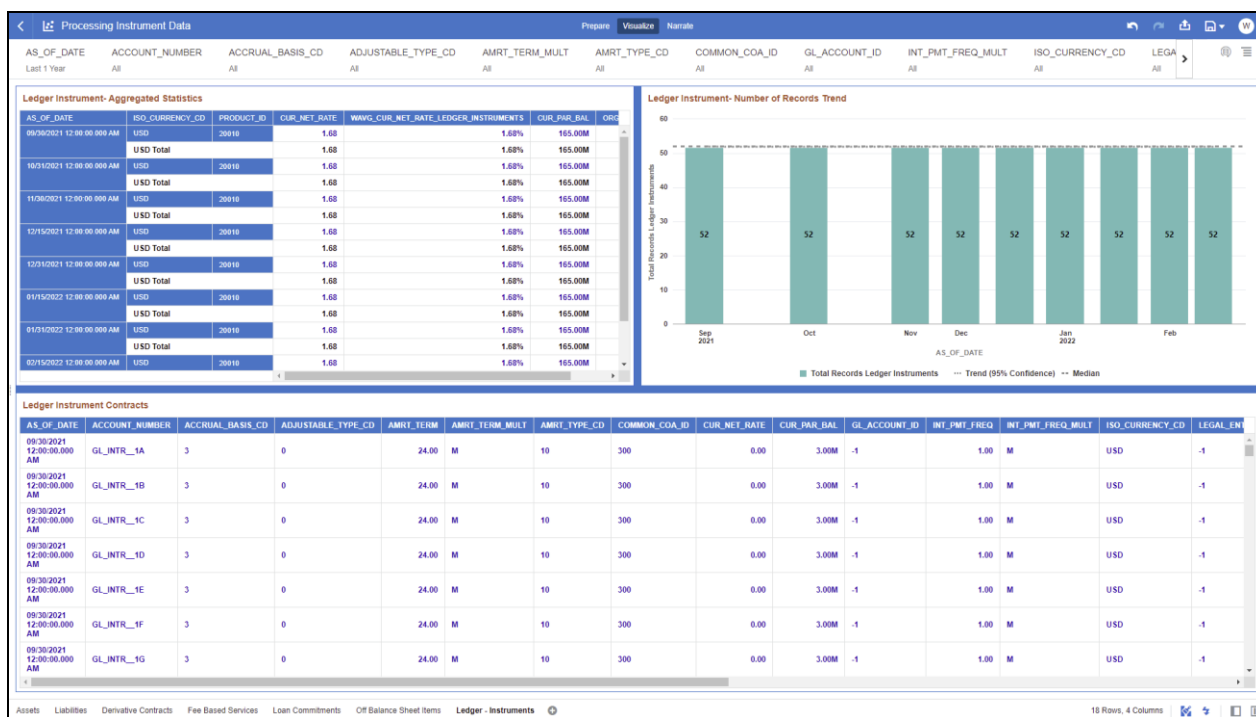 Processing Instrument Data
Prepare Visualize Narrate
W
AS_OF_DATE ACCOUNT_NUMBER ACCRUAL_BASIS_CD ADJUSTABLE_TYPE_CD AMRT_TERM_MULT AMRT_TYPE_CD COMMON_COA_ID GL_ACCOUNT_ID INT_PMT_FREQ_MULT ISO_CURRENCY_CD LEGA
Last 1 Year All All All All All All All All All All
Ledger Instrument- Aggregated Statistics
AS_OF_DATE ISO_CURRENCY_CD PRODUCT_ID CUR_NET_RATE WAVG_CUR_NET_RATE_LEDGER_INSTRUMENTS CUR_PAR_BAL ORG
09/30/2021 12:00:00.000 AM USD 20010 1.68 1.68% 165.00M
USD Total 1.68 1.68% 165.00M
10/31/2021 12:00:00.000 AM USD 20010 1.68 1.68% 165.00M
USD Total 1.68 1.68% 165.00M
11/30/2021 12:00:00.000 AM USD 20010 1.68 1.68% 165.00M
USD Total 1.68 1.68% 165.00M
12/15/2021 12:00:00.000 AM USD 20010 1.68 1.68% 165.00M
USD Total 1.68 1.68% 165.00M
12/31/2021 12:00:00.000 AM USD 20010 1.68 1.68% 165.00M
USD Total 1.68 1.68% 165.00M
01/15/2022 12:00:00.000 AM USD 20010 1.68 1.68% 165.00M
USD Total 1.68 1.68% 165.00M
01/31/2022 12:00:00.000 AM USD 20010 1.68 1.68% 165.00M
USD Total 1.68 1.68% 165.00M
02/15/2022 12:00:00.000 AM USD 20010 1.68 1.68% 165.00M
Ledger Instrument- Number of Records Trend
Total Records Ledger Instruments
60
50
40
30
20
10
0
52 52 52 52 52 52 52 52 52
Sep Oct Nov Dec Jan Feb
2021 2022
AS_OF_DATE
Total Records Ledger Instruments Trend (95% Confidence) Median
Ledger Instrument Contracts
AS_OF_DATE ACCOUNT_NUMBER ACCRUAL_BASIS_CD ADJUSTABLE_TYPE_CD AMRT_TERM AMRT_TERM_MULT AMRT_TYPE_CD COMMON_COA_ID CUR_NET_RATE CUR_PAR_BAL GL_ACCOUNT_ID INT_PMT_FREQ INT_PMT_FREQ_MULT ISO_CURRENCY_CD LEGAL_ENT
09/30/2021
12:00:00.000 GL_INTR__1A 3 0 24.00 M 10 300 0.00 3.00M -1 1.00 M USD -1
AM
09/30/2021
12:00:00.000 GL_INTR__1B 3 0 24.00 M 10 300 0.00 3.00M -1 1.00 M USD -1
AM
09/30/2021
12:00:00.000 GL_INTR__1C 3 0 24.00 M 10 300 0.00 3.00M -1 1.00 M USD -1
AM
09/30/2021
12:00:00.000 GL_INTR__1D 3 0 24.00 M 10 300 0.00 3.00M -1 1.00 M USD -1
AM
09/30/2021
12:00:00.000 GL_INTR__1E 3 0 24.00 M 10 300 0.00 3.00M -1 1.00 M USD -1
AM
09/30/2021
12:00:00.000 GL_INTR__1F 3 0 24.00 M 10 300 0.00 3.00M -1 1.00 M USD -1
AM
09/30/2021
12:00:00.000 GL_INTR__1G 3 0 24.00 M 10 300 0.00 3.00M -1 1.00 M USD -1
AM
Assets Liabilities Derivative Contracts Fee Based Services Loan Commitments Off Balance Sheet Items Ledger - Instruments
18 Rows, 4 Columns